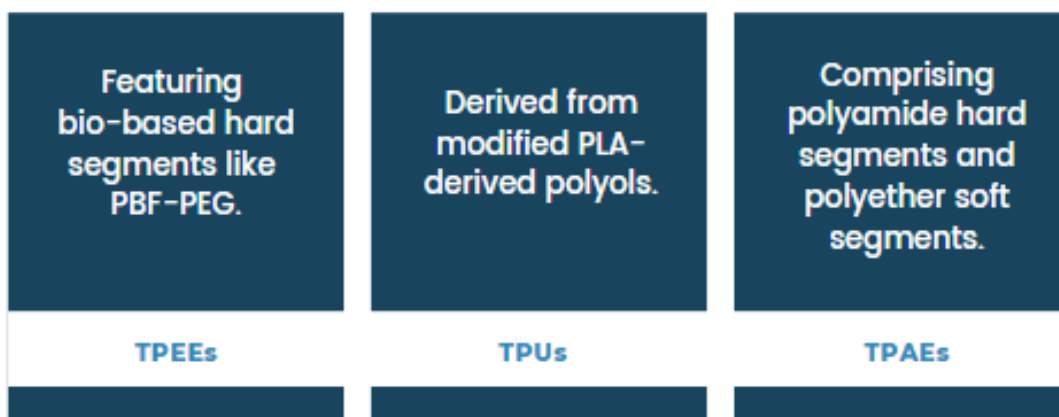 Featuring
bio-based hard
segments like
PBF-PEG.
Derived from
modified PLA-
derived polyols.
Comprising
polyamide hard
segments and
polyether soft
segments.
TPEEs
TPUs
TPAEs